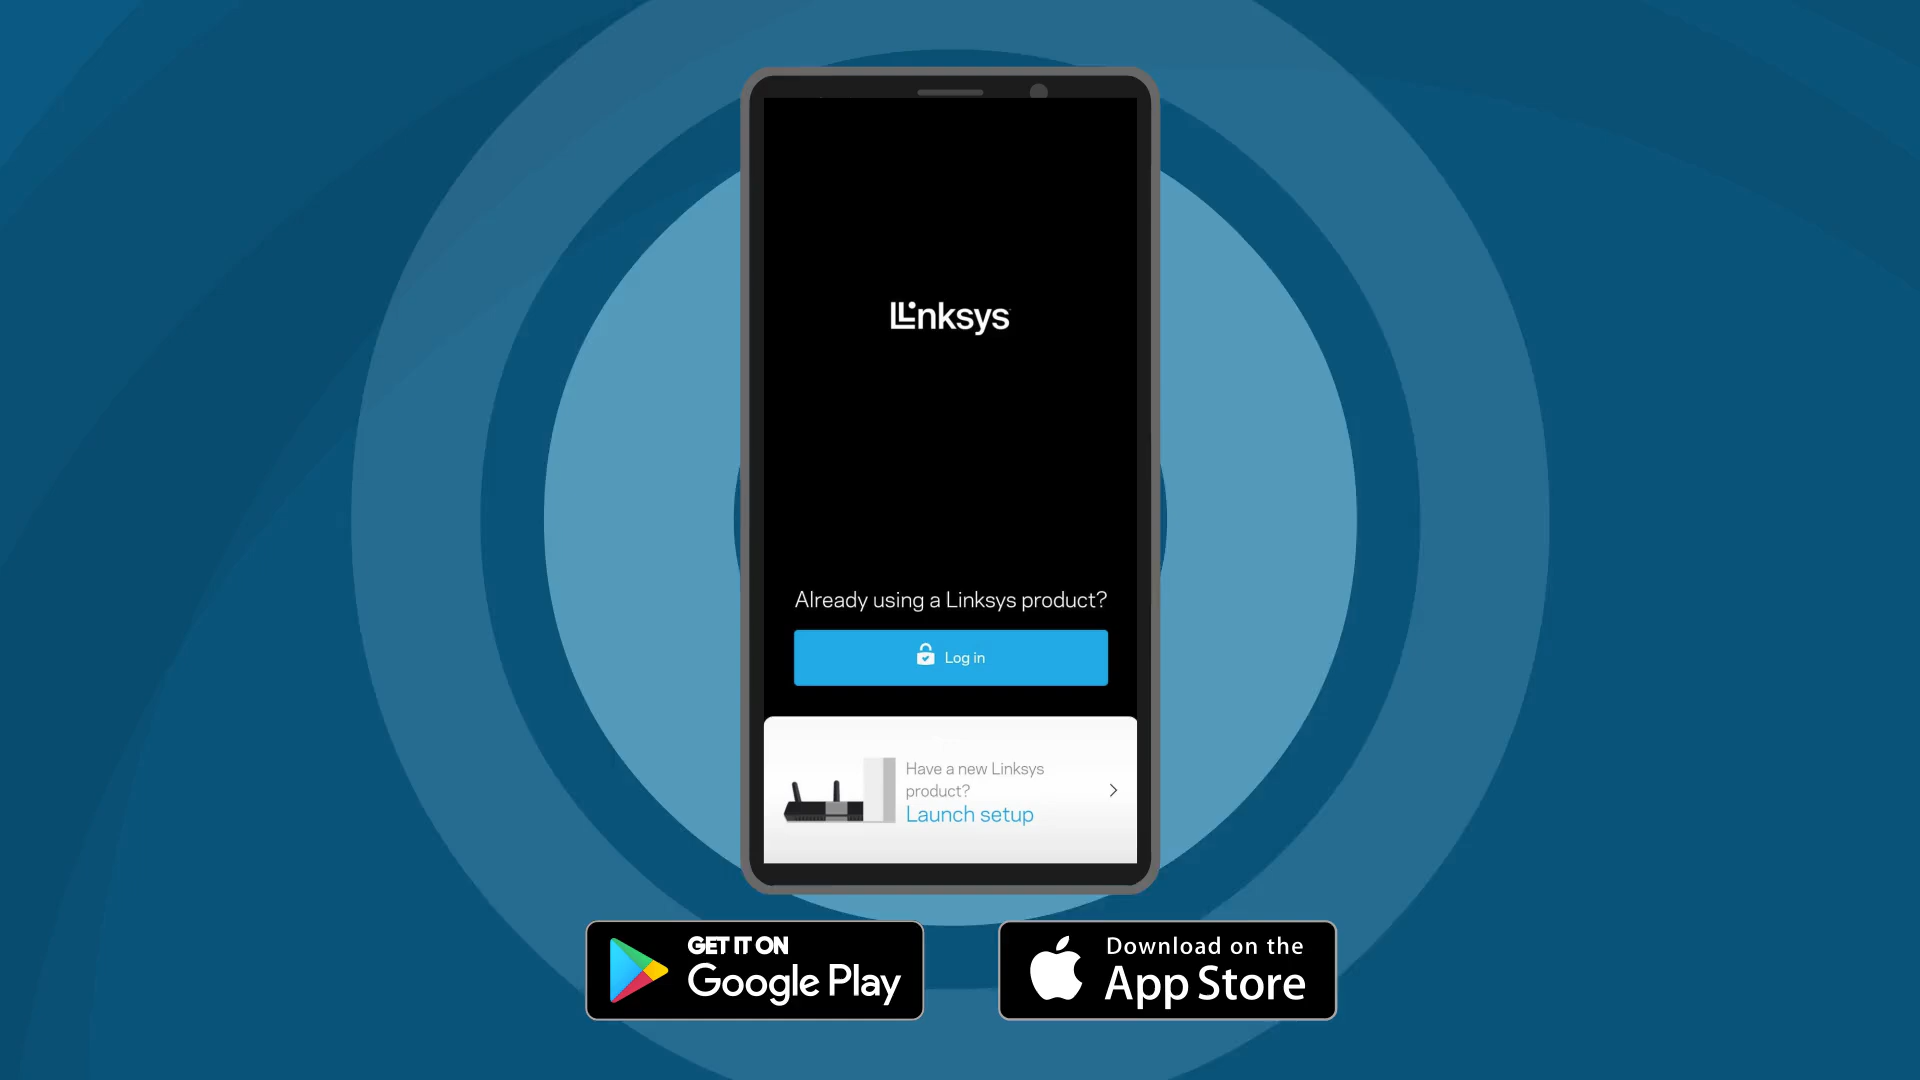 Linksys
Already using a Linksys product?
Log in
Have a new Linksys
product?
Launch setup
GET IT ON
Google Play
Download on the
App Store